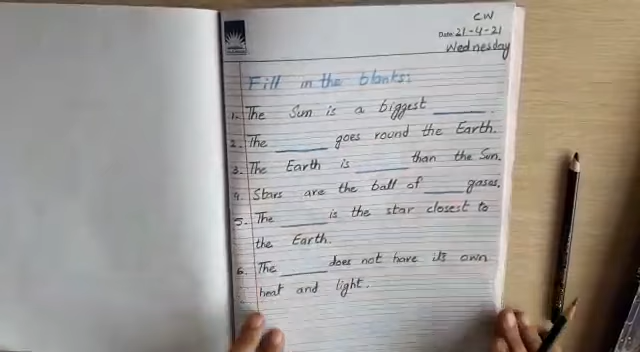 CW
Date: 21-4-21
Wednesday
Fill in the blanks:
1. The Sun is a biggest ______.
2. The ______ goes round the Earth.
3. The Earth is ______ than the Sun.
4. Stars are the ball of ______ gases.
5. The ______ is the star closest to
the Earth.
6. The ______ does not have its own
heat and light.